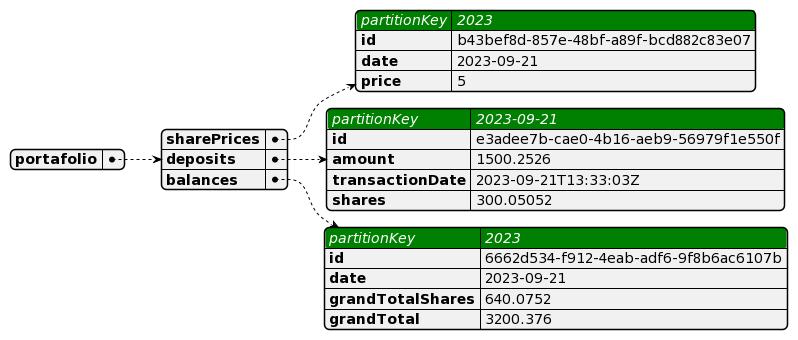 partitionKey 2023
id b43bef8d-857e-48bf-a89f-bcd882c83e07
date 2023-09-21
price 5
portafolio
sharePrices
deposits
balances
partitionKey 2023-09-21
id e3adee7b-cae0-4b16-aeb9-56979f1e550f
amount 1500.2526
transactionDate 2023-09-21T13:33:03Z
shares 300.05052
partitionKey 2023
id 6662d534-f912-4eab-adf6-9f8b6ac6107b
date 2023-09-21
grandTotalShares 640.0752
grandTotal 3200.376